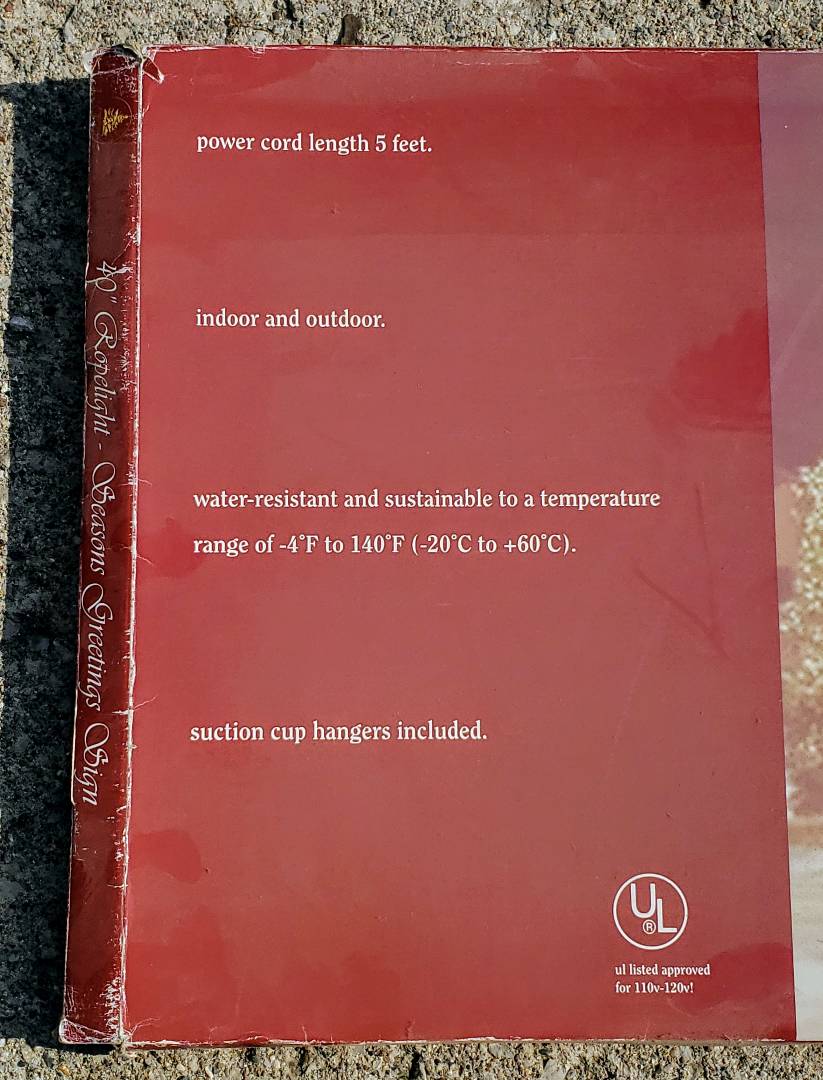 40" Ropelight - Seasons Greetings Sign
power cord length 5 feet.
indoor and outdoor.
water-resistant and sustainable to a temperature
range of -4°F to 140°F (-20°C to +60°C).
suction cup hangers included.
UL®
ul listed approved
for 110v-120v!